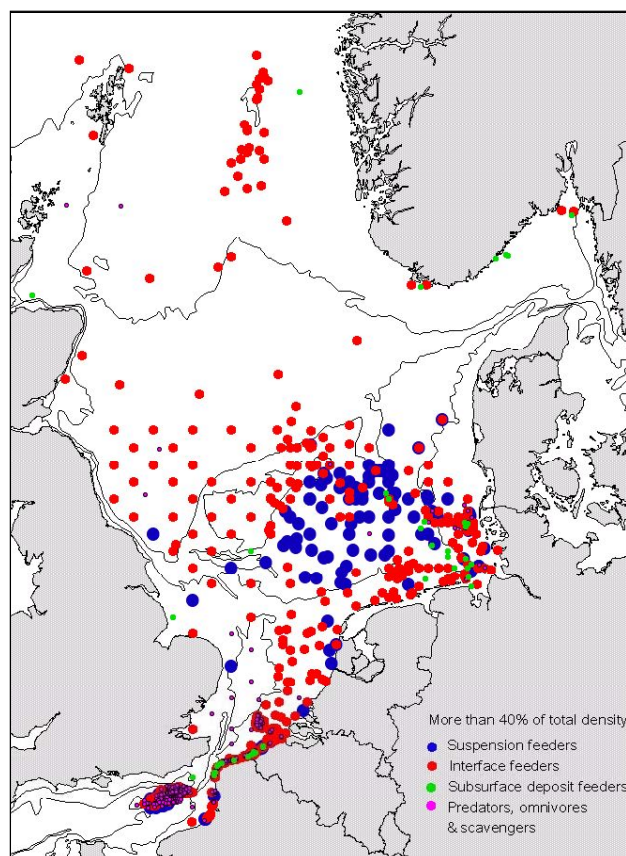 More than 40% of total density
Suspension feeders
Interface feeders
Subsurface deposit feeders
Predators, omnivores
& scavengers